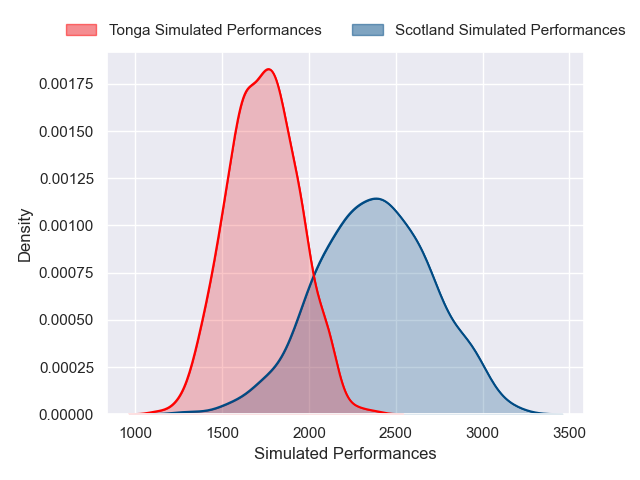 Tonga Simulated Performances Scotland Simulated Performances
0.00175
0.00150
0.00125
0.00100
0.00075
0.00050
0.00025
0.00000
Density
1000 1500 2000 2500 3000 3500
Simulated Performances